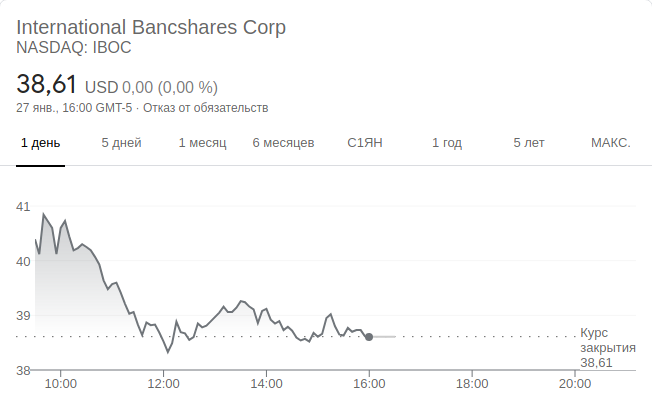 International Bancshares Corp
NASDAQ: IBOC
38,61 USD 0,00 (0,00 %)
27 янв., 16:00 GMT-5 · Отказ от обязательств
1 день 5 дней 1 месяц 6 месяцев С1ЯН 1 год 5 лет МАКС.
41
40
39
38
Курс
закрытия
38,61
10:00 12:00 14:00 16:00 18:00 20:00